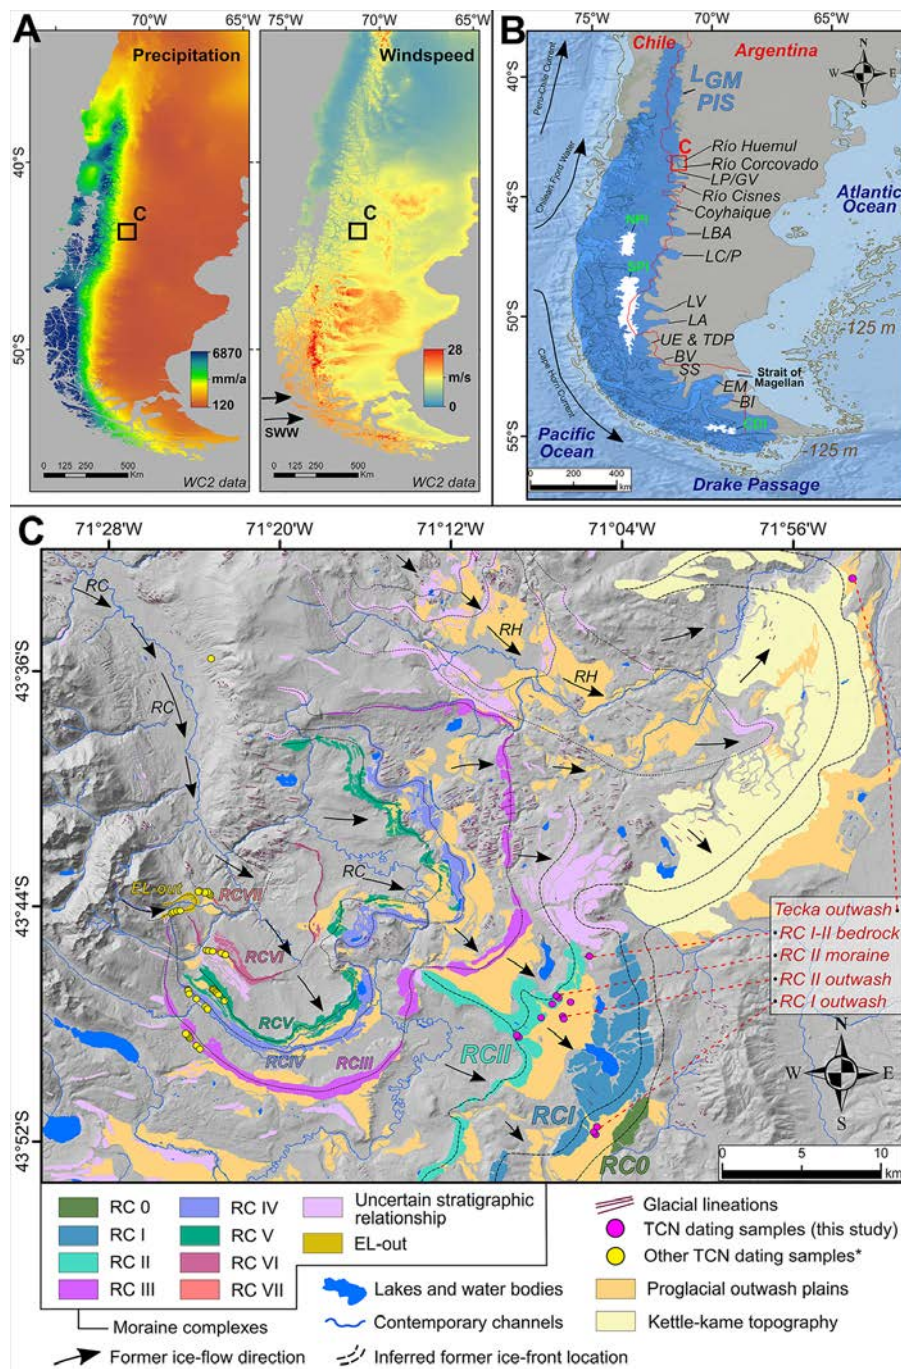 A
70°W
65°W
70°W
65°W
Precipitation
Windspeed
40°S
50°S
C
C
6870
mm/a
120
28
m/s
0
SWW
0 125 250 500
Km
0 125 250 500
Km
WC2 data
WC2 data
B
75°W
70°W
65°W
Chile
Argentina
N
W
E
S
40°S
45°S
50°S
55°S
Peru-Chile Current
Chilean Fjord Water
Cape Horn Current
LGM
PIS
C
Río Huemul
Río Corcovado
LP/GV
Río Cisnes
Coyhaique
LBA
LC/P
LV
LA
UE & TDP
BV
SS
EM
BI
NPI
SPI
CDI
Atlantic
Ocean
-125 m
Strait of
Magellan
-125 m
Pacific
Ocean
Drake Passage
0 200 400
km
C
71°28'W
71°20'W
71°12'W
71°04'W
71°56'W
43°36'S
43°44'S
43°52'S
RC
RC
RC
RH
RH
EL-out
RCVII
RCVI
RCV
RCIV
RCIII
RCII
RCI
RC0
Tecka outwash
RC I-II bedrock
RC II moraine
RC II outwash
RC I outwash
N
W
E
S
0 5 10
km
RC 0
RC I
RC II
RC III
RC IV
RC V
RC VI
RC VII
Uncertain stratigraphic
relationship
EL-out
Moraine complexes
Lakes and water bodies
Contemporary channels
Former ice-flow direction
Inferred former ice-front location
Glacial lineations
TCN dating samples (this study)
Other TCN dating samples*
Proglacial outwash plains
Kettle-kame topography